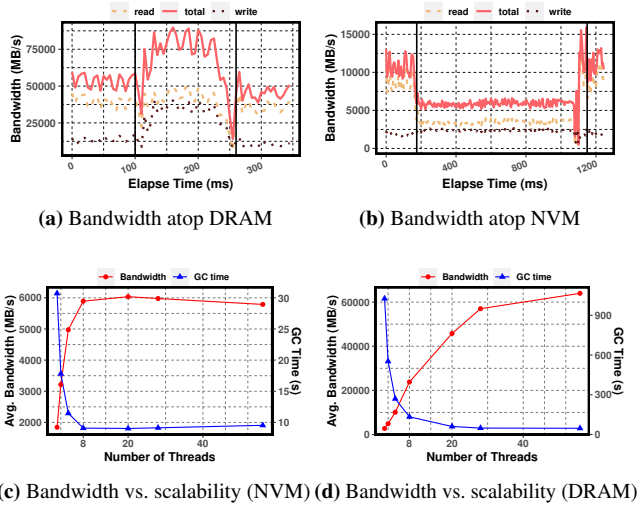 read total write
Bandwidth (MB/s)
75000
50000
25000
0 100 200 300
Elapse Time (ms)
(a) Bandwidth atop DRAM
read total write
Bandwidth (MB/s)
15000
10000
5000
0
0 400 800 1200
Elapse Time (ms)
(b) Bandwidth atop NVM
Bandwidth GC time
Avg. Bandwidth (MB/s)
6000
5000
4000
3000
2000
30
25
20
15
10
GC Time (s)
8 20 40
Number of Threads
(c) Bandwidth vs. scalability (NVM)
Bandwidth GC time
Avg. Bandwidth (MB/s)
60000
40000
20000
0
900
600
300
0
GC Time (s)
8 20 40
Number of Threads
(d) Bandwidth vs. scalability (DRAM)